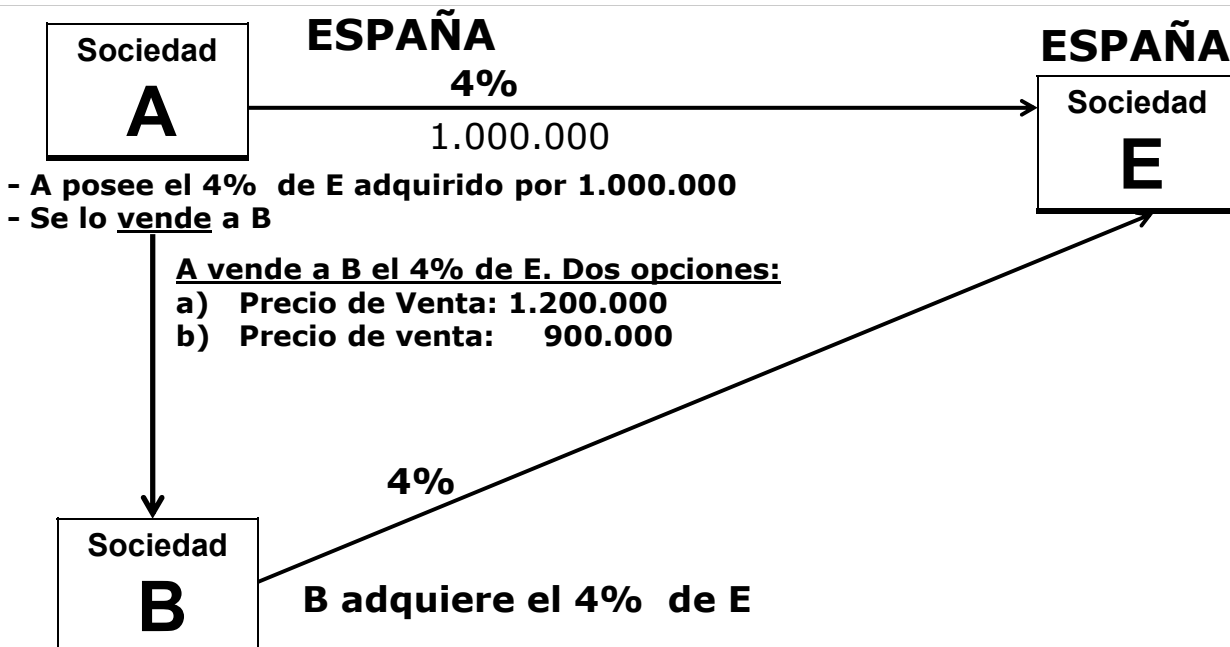 ESPAÑA
ESPAÑA
Sociedad
A
4%
1.000.000
Sociedad
E
- A posee el 4% de E adquirido por 1.000.000
- Se lo vende a B
A vende a B el 4% de E. Dos opciones:
a) Precio de Venta: 1.200.000
b) Precio de venta: 900.000
4%
Sociedad
B
B adquiere el 4% de E